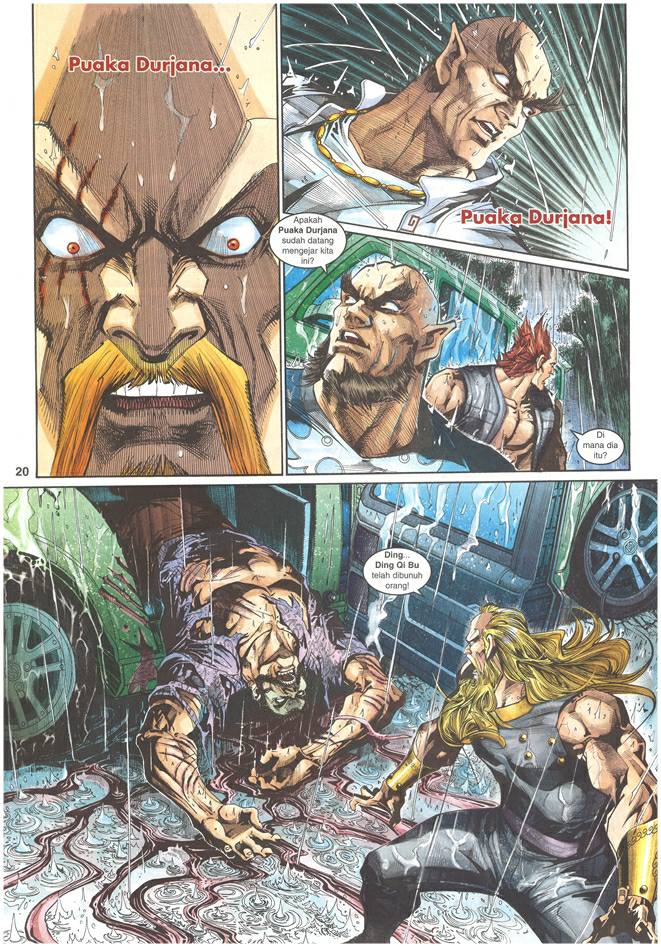 Puaka Durjana...
Puaka Durjana!
Apakah
Puaka Durjana
sudah datang
mengejar kita
ini?
Di
mana dia
itu?
20
Ding...
Ding Qi Bu
telah dibunuh
orang!